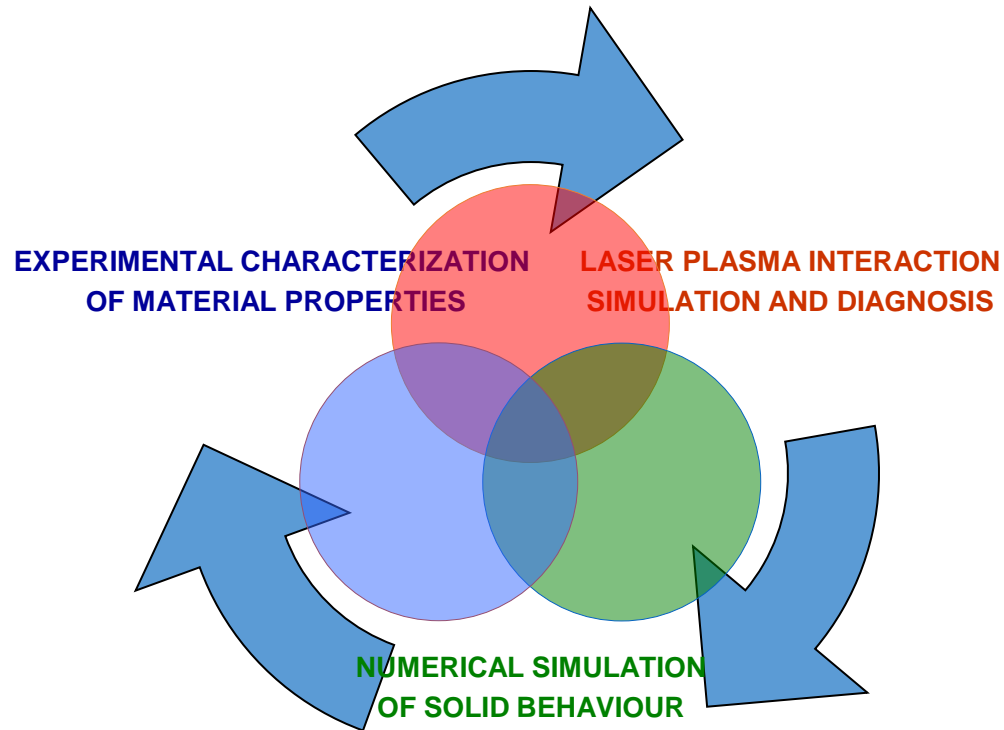 EXPERIMENTAL CHARACTERIZATION
OF MATERIAL PROPERTIES
LASER PLASMA INTERACTION
SIMULATION AND DIAGNOSIS
NUMERICAL SIMULATION
OF SOLID BEHAVIOUR